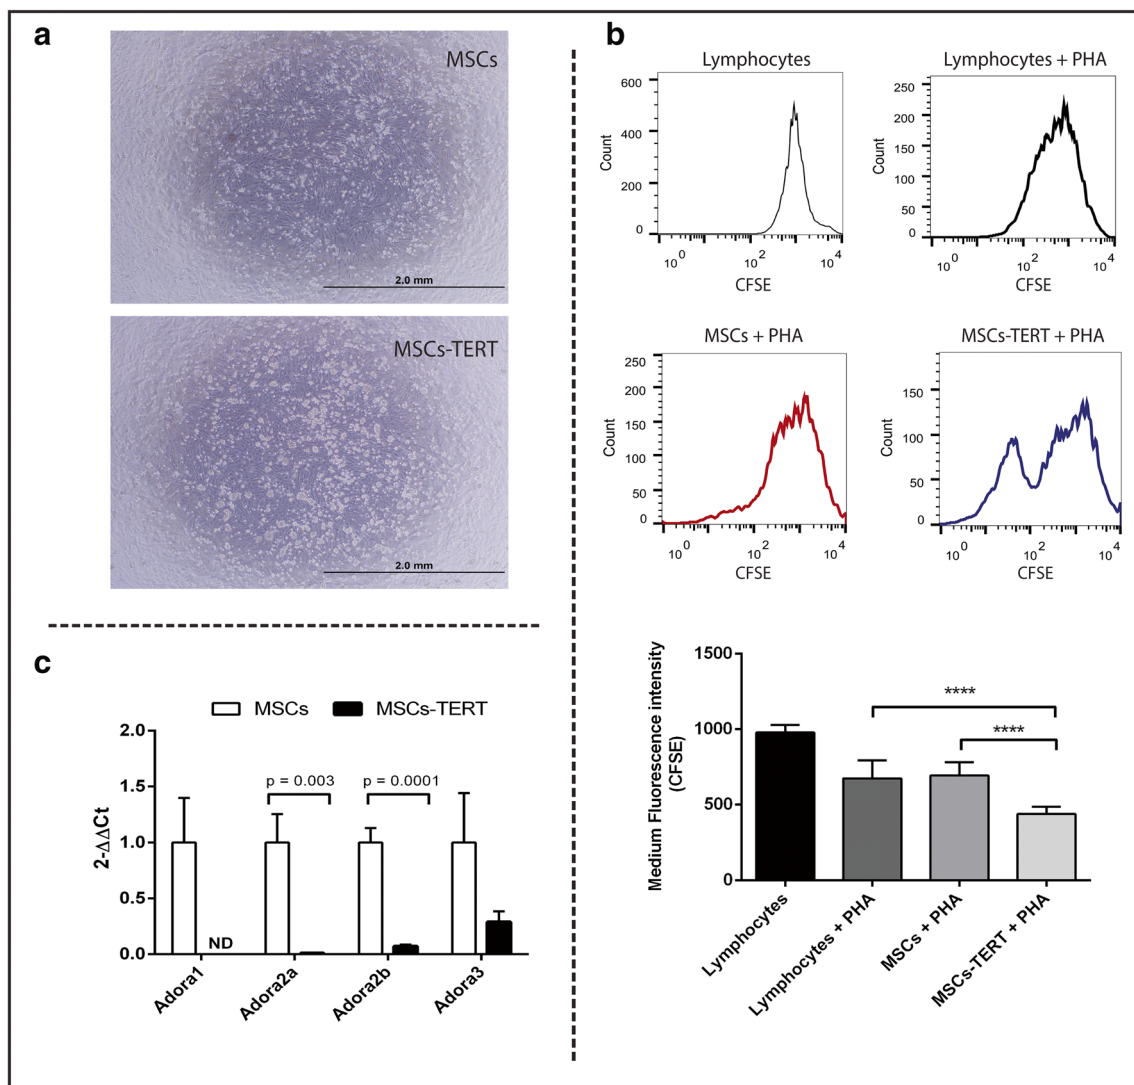 a
MSCs
2.0 mm
MSCs-TERT
2.0 mm
b
Lymphocytes
600
400
200
0
Count
10^0
10^2
10^4
CFSE
Lymphocytes + PHA
250
200
150
100
50
0
Count
10^0
10^2
10^4
CFSE
MSCs + PHA
250
200
150
100
50
0
Count
10^0
10^2
10^4
CFSE
MSCs-TERT + PHA
150
100
50
0
Count
10^0
10^2
10^4
CFSE
1500
1000
500
0
Medium Fluorescence intensity
(CFSE)
****
****
Lymphocytes
Lymphocytes + PHA
MSCs + PHA
MSCs-TERT + PHA
c
MSCs
MSCs-TERT
2.0
1.5
1.0
0.5
0.0
2-ΔΔCt
p = 0.003
p = 0.0001
ND
Adora1
Adora2a
Adora2b
Adora3